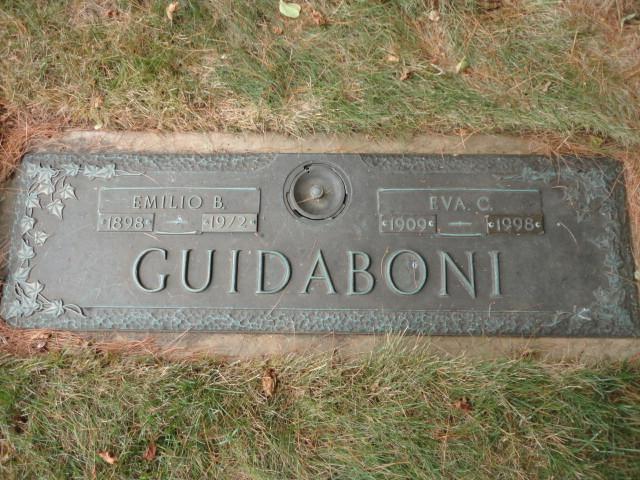 EMILIO B.
1898 – 1972
EVA C.
1909 – 1998
GUIDABONI